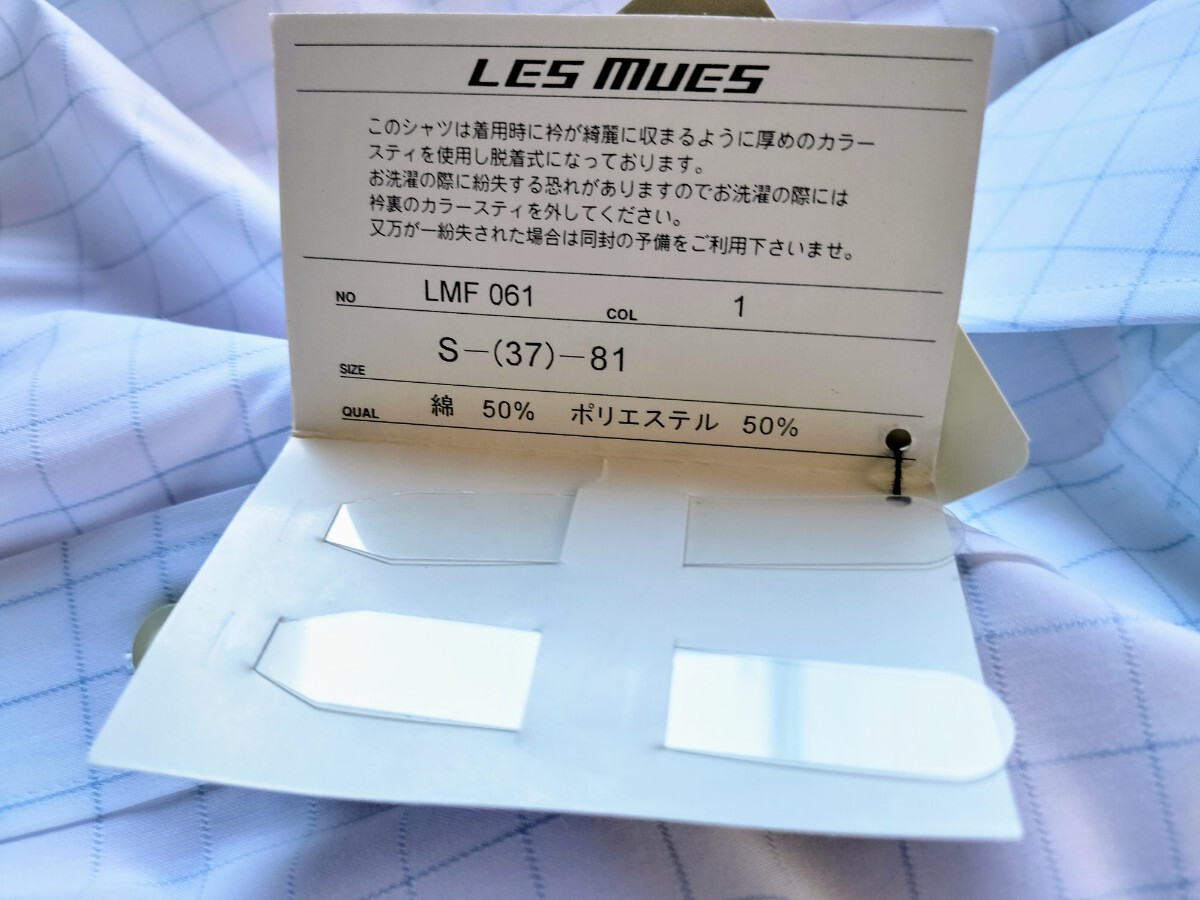 LES MUES
このシャツは着用時に衿が綺麗に収まるように厚めのカラー
スティを使用し脱着式になっております。
お洗濯の際に紛失する恐れがありますのでお洗濯の際には
衿裏のカラースティを外してください。
又万が一紛失された場合は同封の予備をご利用下さいませ。
NO LMF 061 COL 1
SIZE S−(37)−81
QUAL 綿 50% ポリエステル 50%